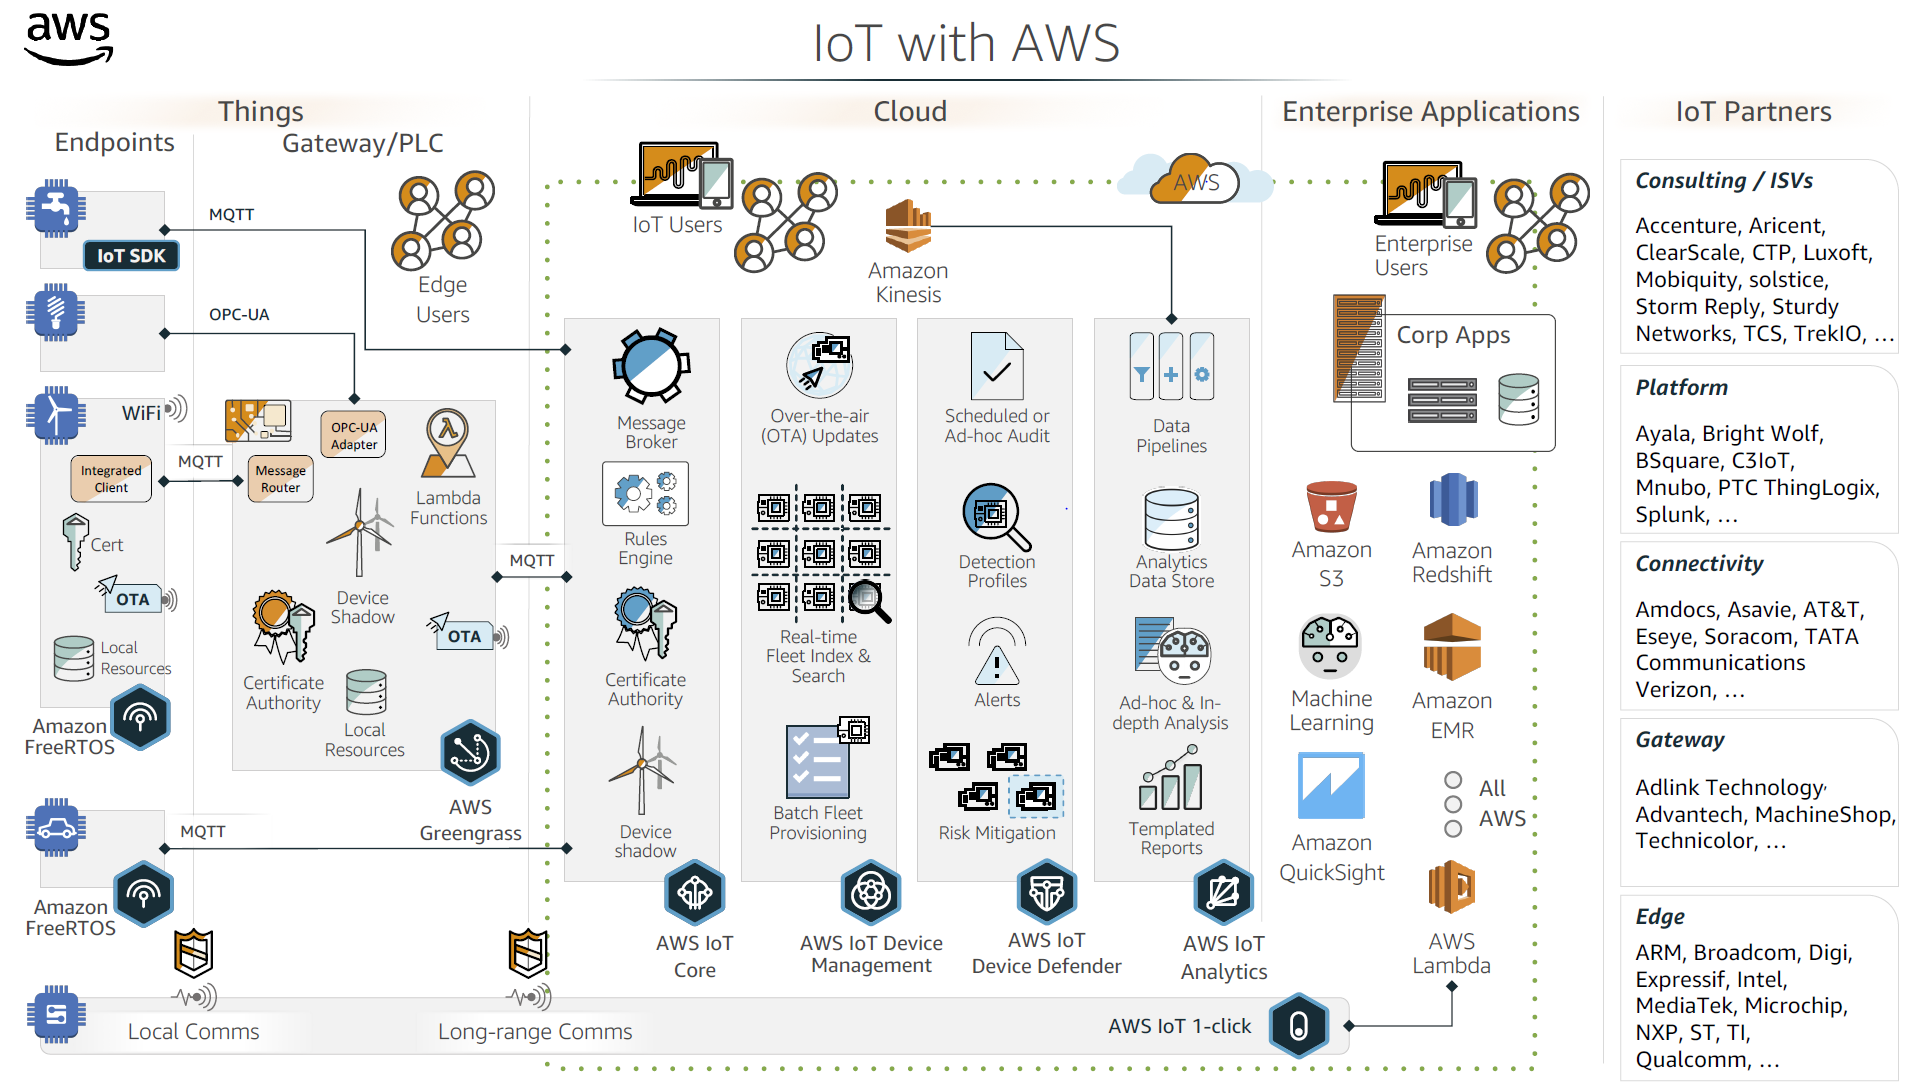 aws
IoT with AWS
Things
Cloud
Enterprise Applications
IoT Partners
Endpoints
Gateway/PLC
MQTT
IoT SDK
OPC-UA
Edge
Users
WiFi
MQTT
Integrated
Client
Cert
OTA
Local
Resources
Amazon
FreeRTOS
OPC-UA
Adapter
Message
Router
Lambda
Functions
Device
Shadow
Certificate
Authority
OTA
Local
Resources
AWS
Greengrass
MQTT
MQTT
Amazon
FreeRTOS
Local Comms
Long-range Comms
IoT Users
Amazon
Kinesis
AWS
Message
Broker
Rules
Engine
Certificate
Authority
Device
shadow
AWS IoT
Core
Over-the-air
(OTA) Updates
Real-time
Fleet Index &
Search
Batch Fleet
Provisioning
AWS IoT Device
Management
Scheduled or
Ad-hoc Audit
Detection
Profiles
Alerts
Risk Mitigation
AWS IoT
Device Defender
Data
Pipelines
Analytics
Data Store
Ad-hoc & In-
depth Analysis
Templated
Reports
AWS IoT
Analytics
AWS IoT 1-click
Enterprise
Users
Corp Apps
Amazon
S3
Amazon
Redshift
Machine
Learning
Amazon
EMR
Amazon
QuickSight
All
AWS
AWS
Lambda
Consulting / ISVs
Accenture, Aricent,
ClearScale, CTP, Luxoft,
Mobiquity, solstice,
Storm Reply, Sturdy
Networks, TCS, TrekIO, ...
Platform
Ayala, Bright Wolf,
BSquare, C3IoT,
Mnubo, PTC ThingLogix,
Splunk, ...
Connectivity
Amdocs, Asavie, AT&T,
Eseye, Soracom, TATA
Communications
Verizon, ...
Gateway
Adlink Technology,
Advantech, MachineShop,
Technicolor, ...
Edge
ARM, Broadcom, Digi,
Expressif, Intel,
MediaTek, Microchip,
NXP, ST, TI,
Qualcomm, ...